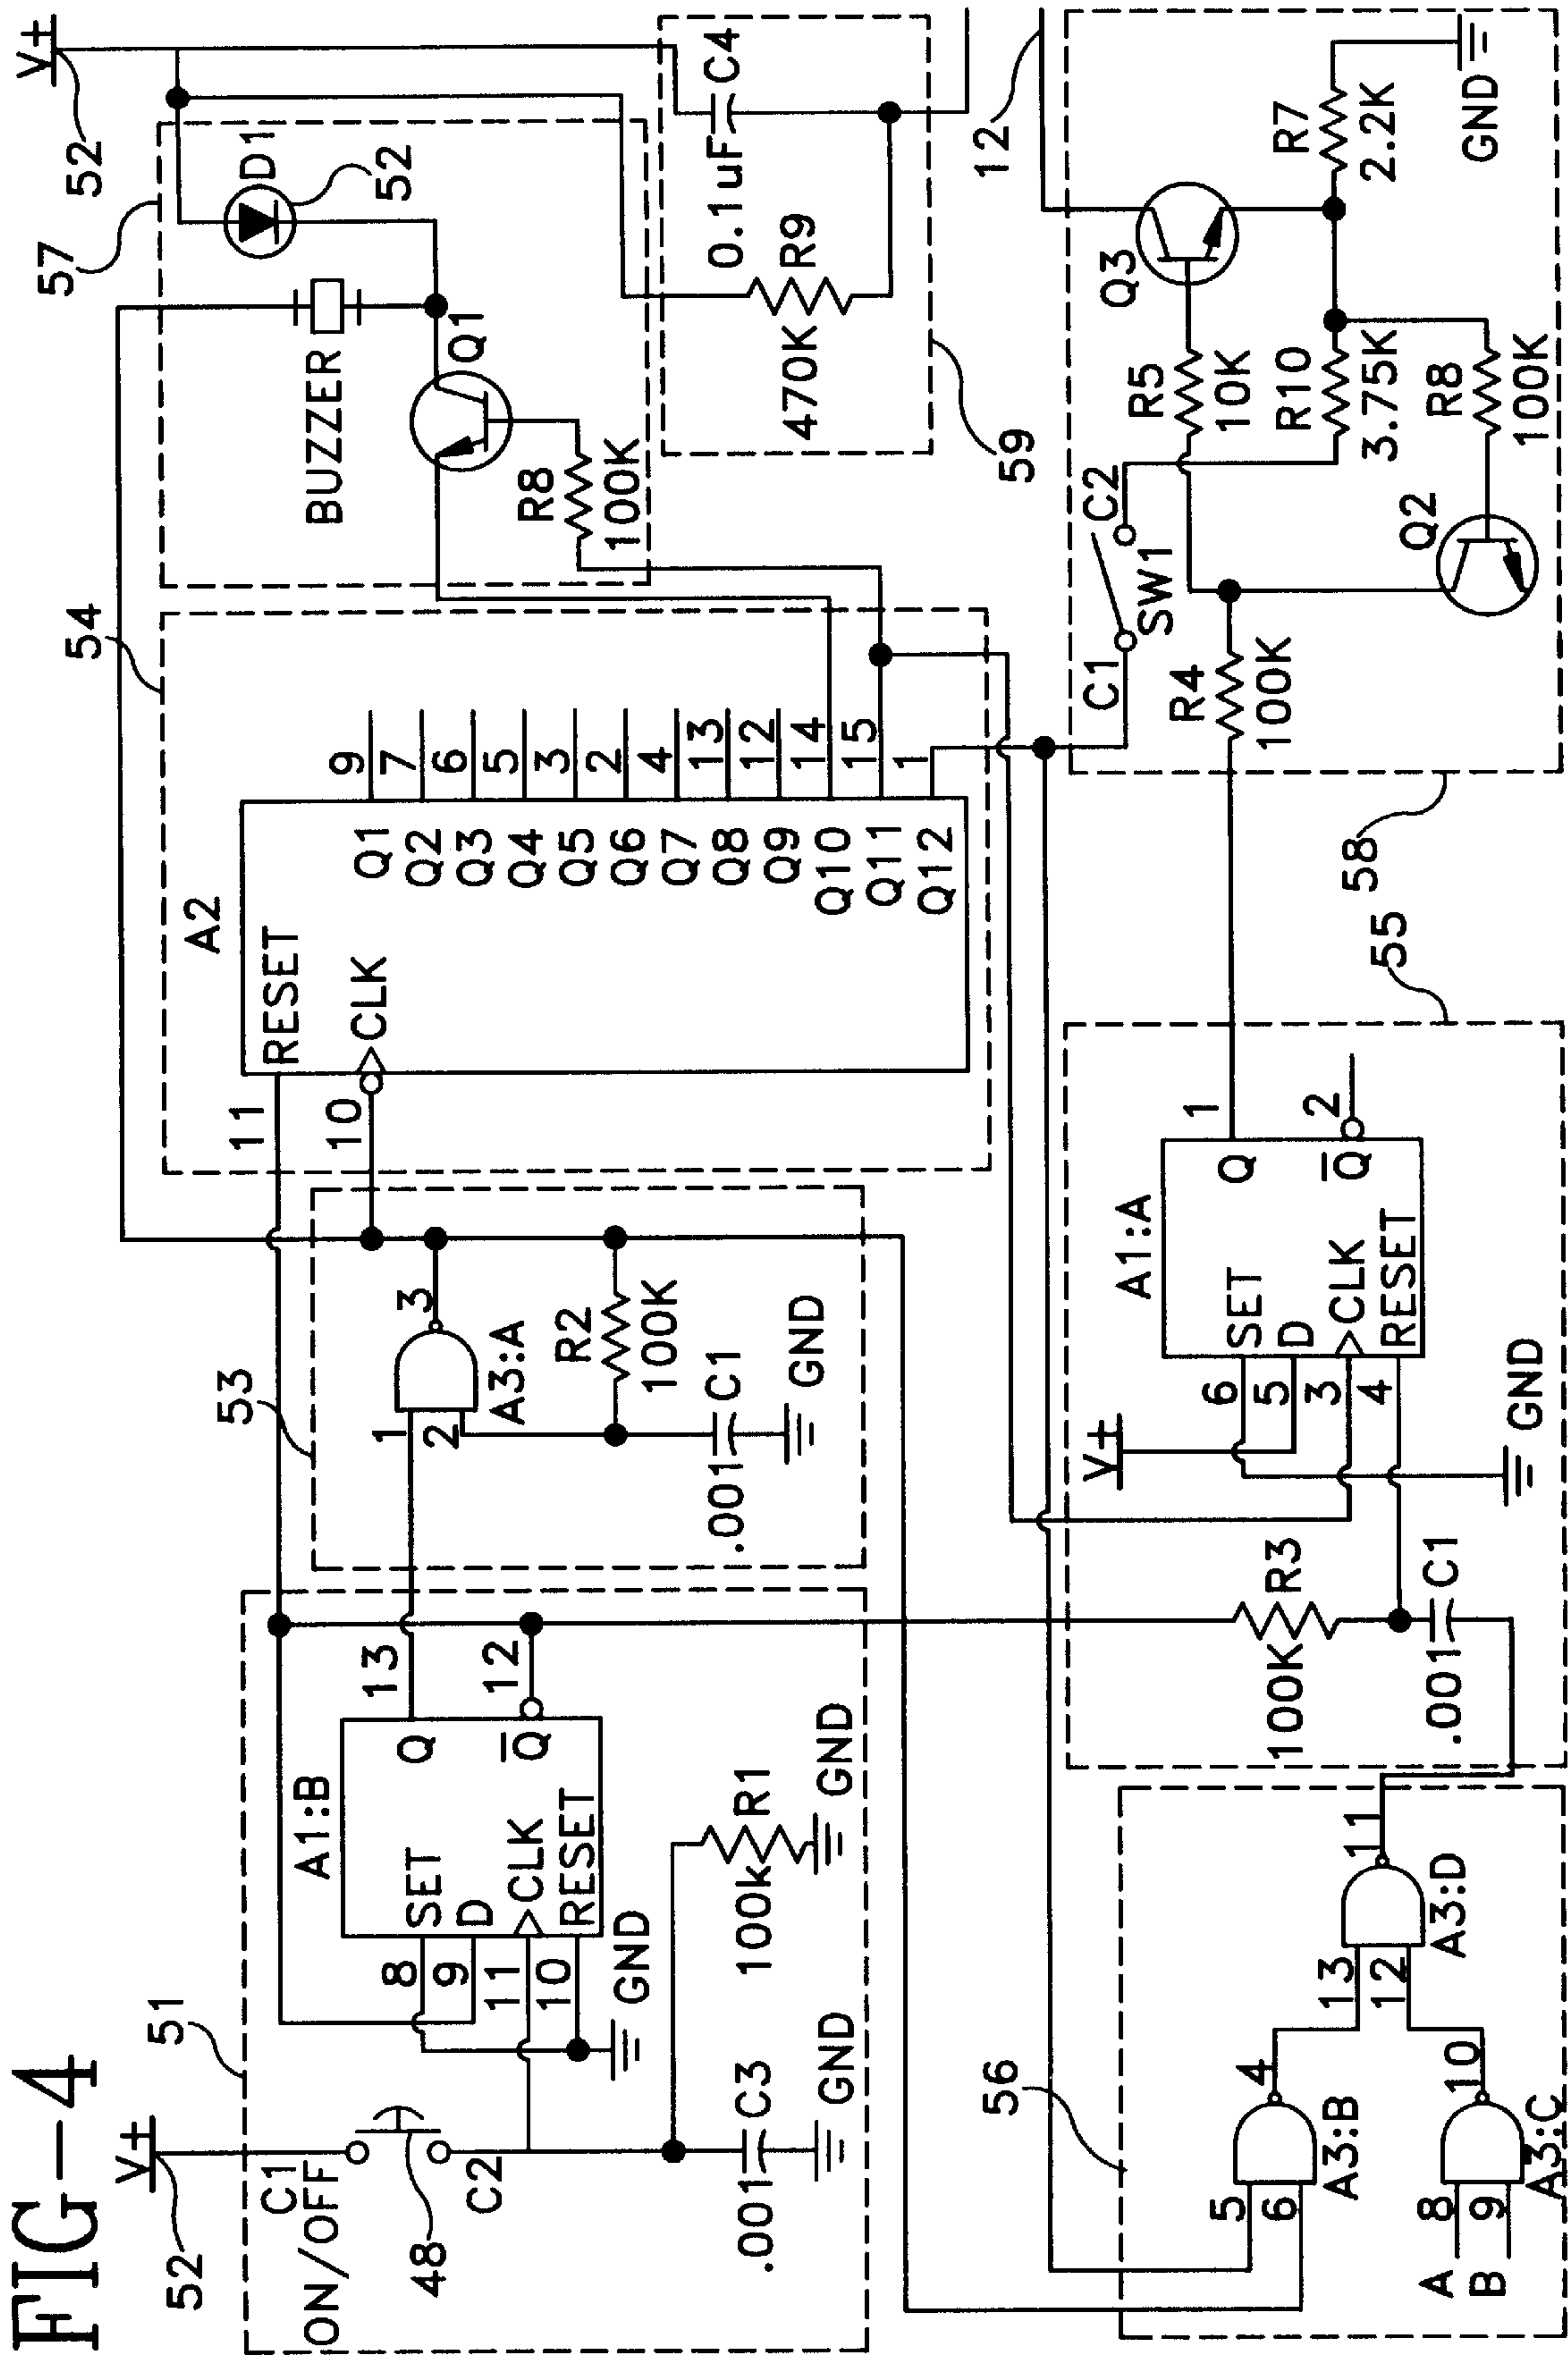 FIG-4
V+
52
C1
ON/OFF
48
C2
51
A1:B
SET
D
CLK
RESET
Q
Q
8
9
11
10
13
12
GND
100k
R1
GND
.001
C3
GND
53
1
2
3
A3:A
R2
100K
.001
C1
GND
54
A2
RESET
CLK
11
10
Q1
Q2
Q3
Q4
Q5
Q6
Q7
Q8
Q9
Q10
Q11
Q12
9
7
6
5
3
2
4
13
12
14
15
1
57
BUZZER
D1
52
Q1
R8
100K
V+
52
0.1uF
C4
470K
R9
59
56
5
6
4
A3:B
A
B
8
9
10
A3:C
13
12
11
A3:D
100K
R3
.001
C1
V+
6
5
3
4
GND
A1:A
SET
D
CLK
RESET
Q
Q
1
2
55
58
C1
SW1
C2
R4
100K
R5
10K
R10
3.75K
R8
100K
Q2
Q3
12
R7
2.2K
GND